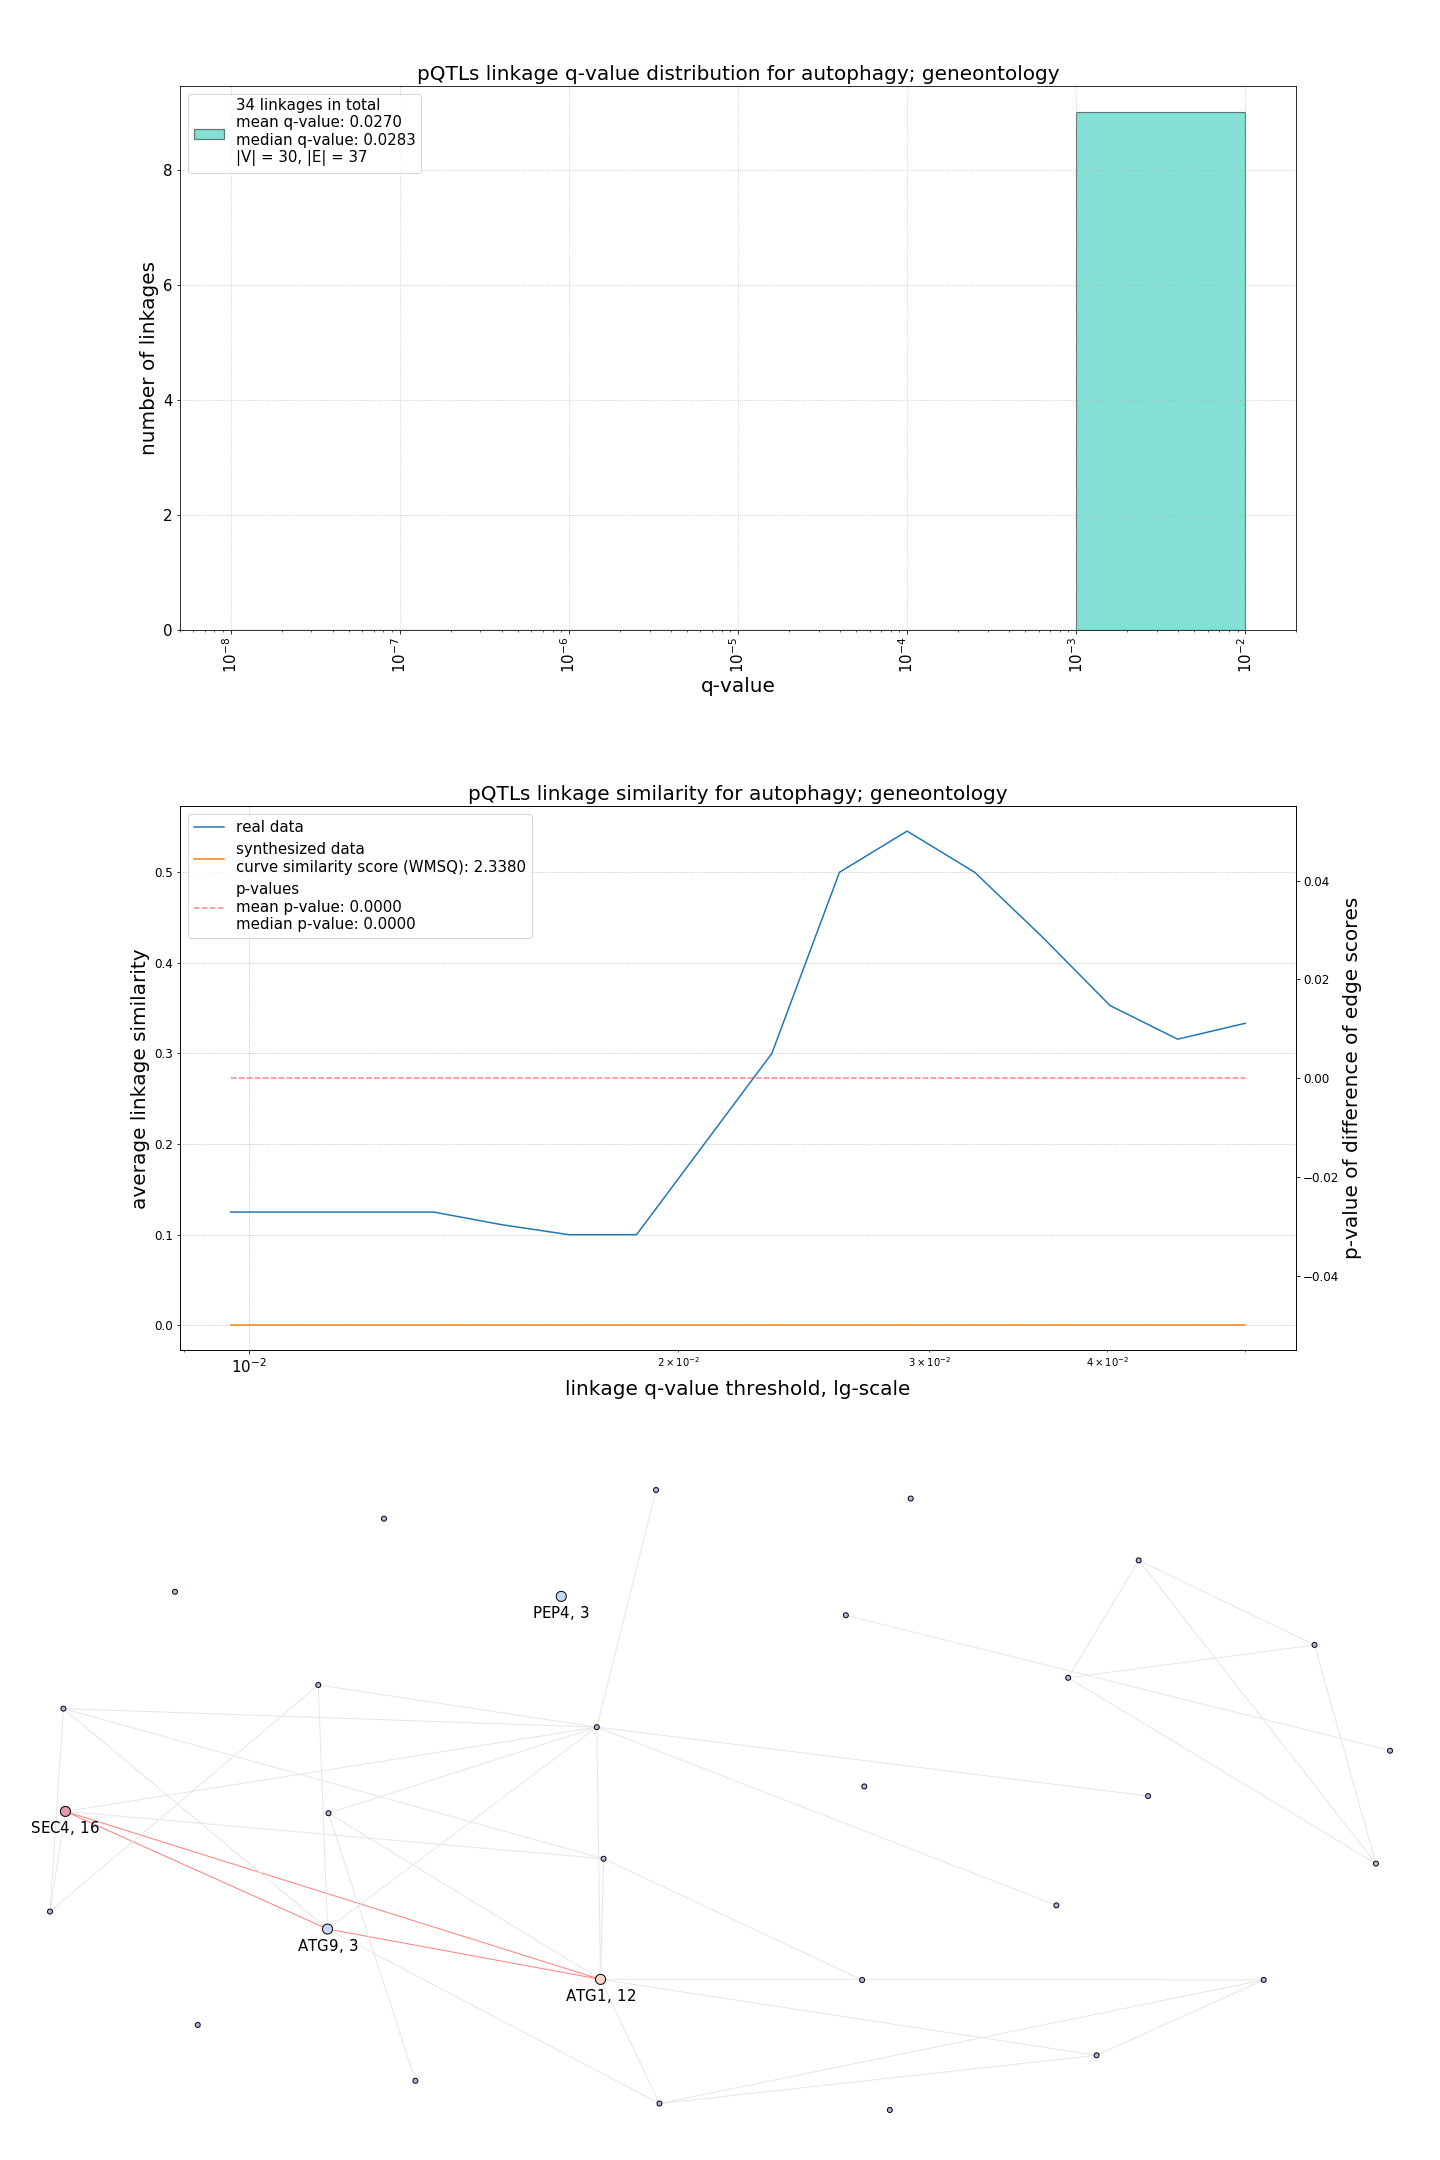 pQTLs linkage q-value distribution for autophagy; geneontology
34 linkages in total
mean q-value: 0.0270
median q-value: 0.0283
|V| = 30, |E| = 37
number of linkages
8
6
4
2
0
10⁻⁸
10⁻⁷
10⁻⁶
10⁻⁵
10⁻⁴
10⁻³
10⁻²
q-value
pQTLs linkage similarity for autophagy; geneontology
real data
synthesized data
curve similarity score (WMSQ): 2.3380
p-values
mean p-value: 0.0000
median p-value: 0.0000
average linkage similarity
0.5
0.4
0.3
0.2
0.1
0.0
0.04
0.02
0.00
−0.02
−0.04
p-value of difference of edge scores
10⁻²
2 × 10⁻²
3 × 10⁻²
4 × 10⁻²
linkage q-value threshold, lg-scale
PEP4, 3
SEC4, 16
ATG9, 3
ATG1, 12